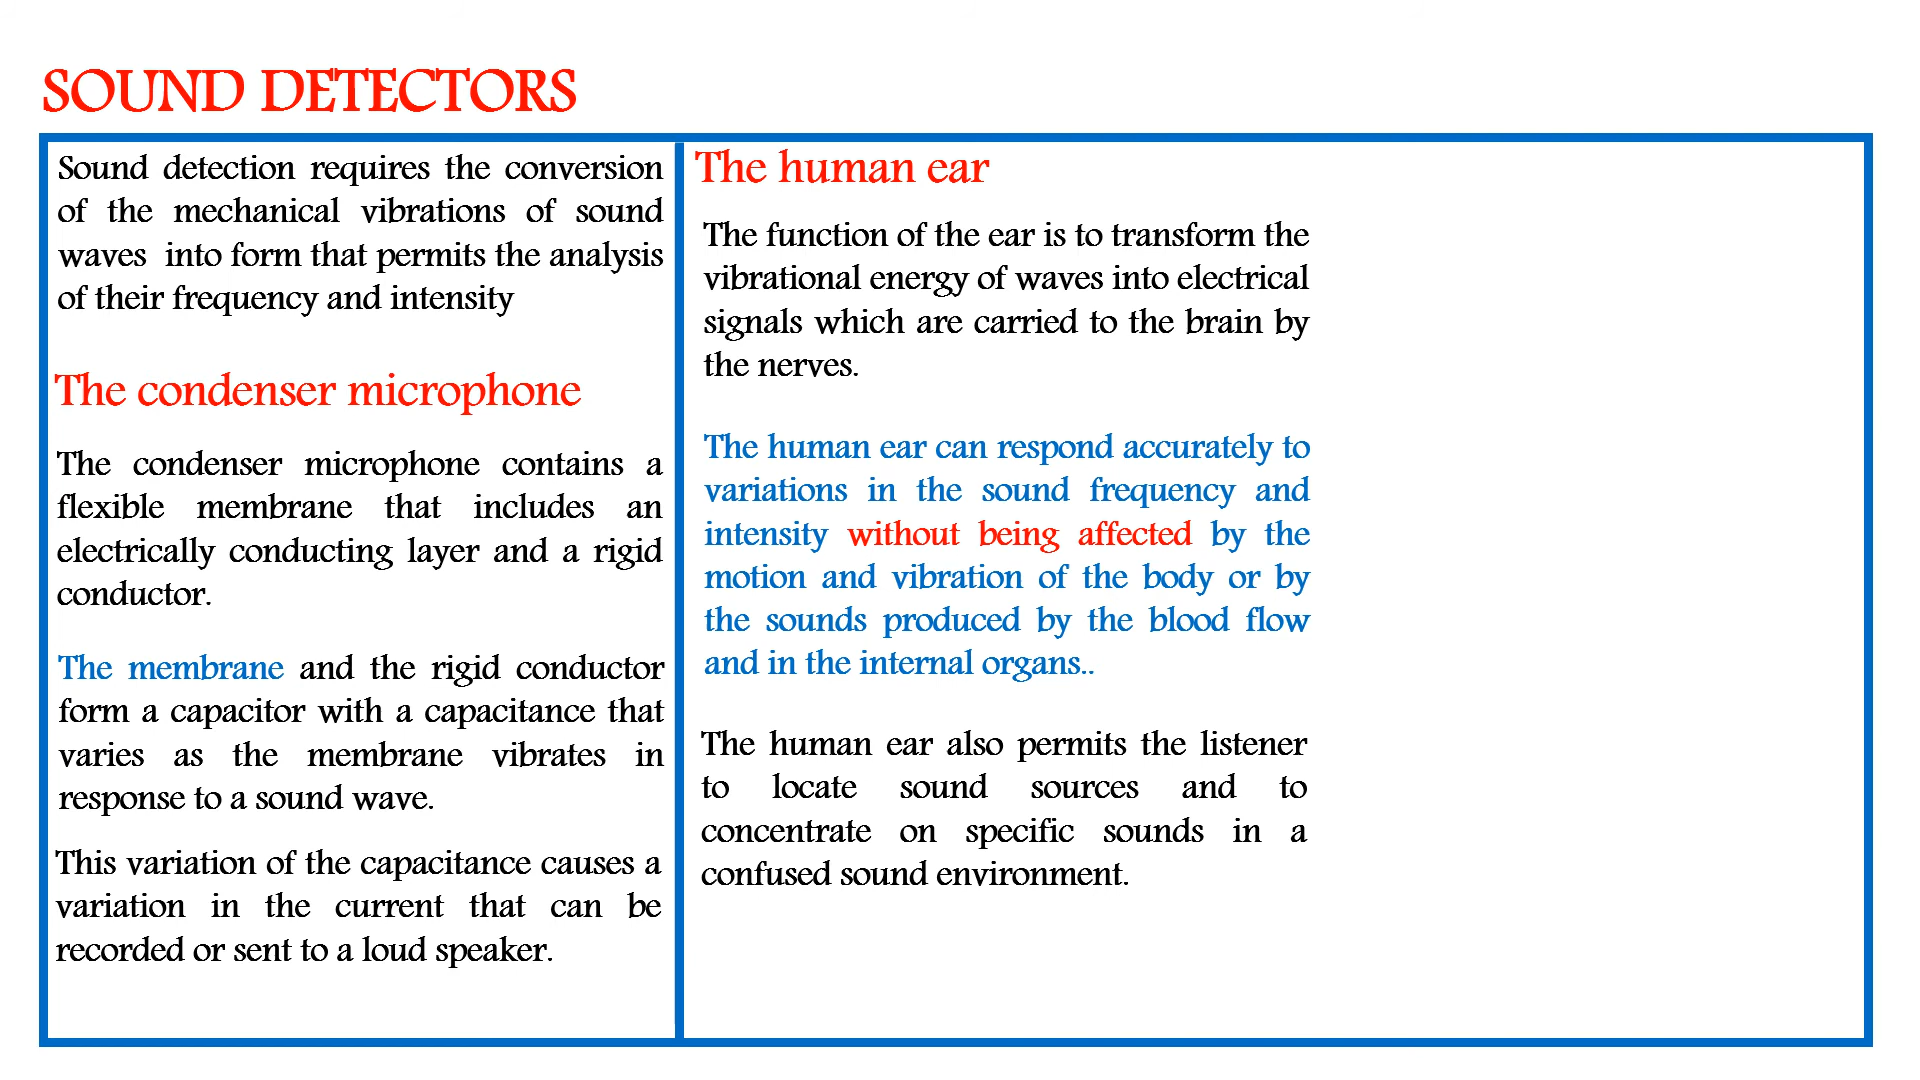 SOUND DETECTORS
Sound detection requires the conversion
of the mechanical vibrations of sound
waves into form that permits the analysis
of their frequency and intensity
The condenser microphone
The condenser microphone contains a
flexible membrane that includes an
electrically conducting layer and a rigid
conductor.
The membrane and the rigid conductor
form a capacitor with a capacitance that
varies as the membrane vibrates in
response to a sound wave.
This variation of the capacitance causes a
variation in the current that can be
recorded or sent to a loud speaker.
The human ear
The function of the ear is to transform the
vibrational energy of waves into electrical
signals which are carried to the brain by
the nerves.
The human ear can respond accurately to
variations in the sound frequency and
intensity without being affected by the
motion and vibration of the body or by
the sounds produced by the blood flow
and in the internal organs..
The human ear also permits the listener
to locate sound sources and to
concentrate on specific sounds in a
confused sound environment.